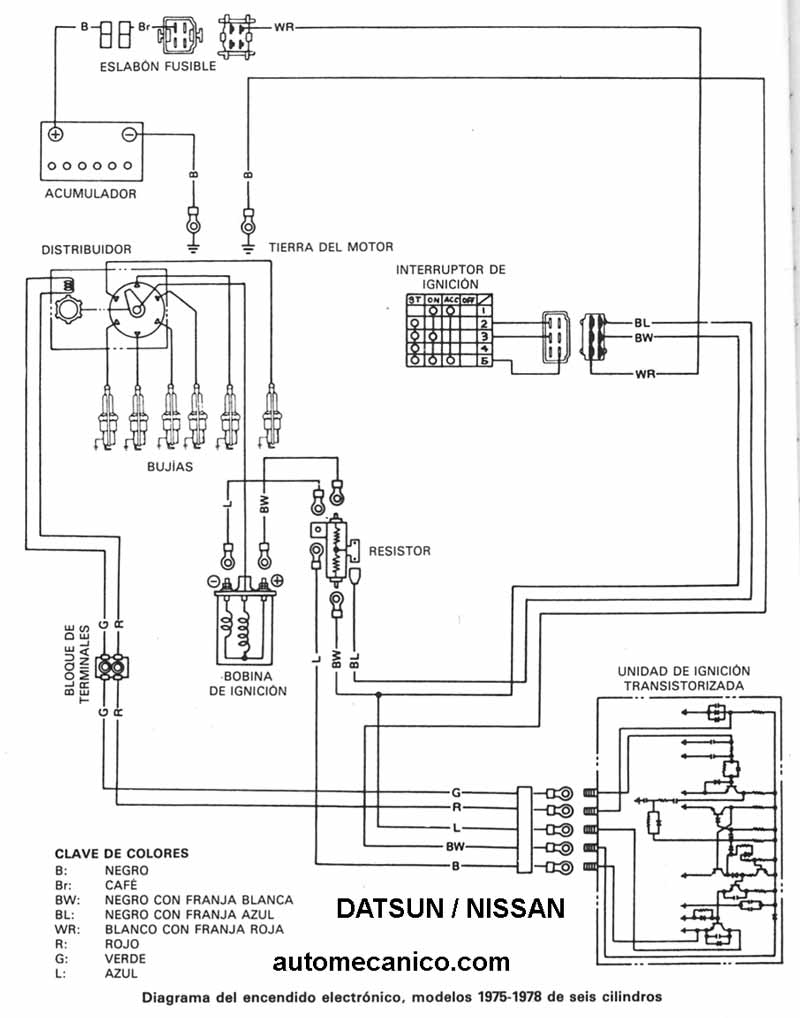 B
Br
WR
ESLABÓN FUSIBLE
+
−
ACUMULADOR
B
B
DISTRIBUIDOR
TIERRA DEL MOTOR
INTERRUPTOR DE
IGNICIÓN
ST ON ACC OFF
1
2
3
4
5
BL
BW
WR
BUJÍAS
L
BW
RESISTOR
− +
G R
BLOQUE DE
TERMINALES
G R
BOBINA
DE IGNICIÓN
L
BW
BL
UNIDAD DE IGNICIÓN
TRANSISTORIZADA
G
R
L
BW
B
CLAVE DE COLORES
B: NEGRO
Br: CAFÉ
BW: NEGRO CON FRANJA BLANCA
BL: NEGRO CON FRANJA AZUL
WR: BLANCO CON FRANJA ROJA
R: ROJO
G: VERDE
L: AZUL
DATSUN / NISSAN
automecanico.com
Diagrama del encendido electrónico, modelos 1975-1978 de seis cilindros